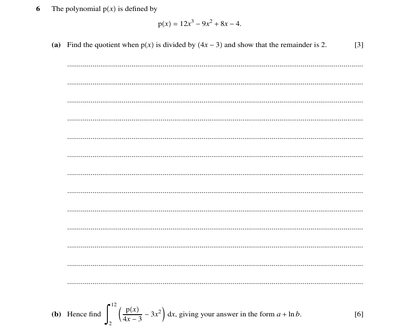 6 The polynomial p(x) is defined by
p(x) = 12x³ − 9x² + 8x − 4.
(a) Find the quotient when p(x) is divided by (4x − 3) and show that the remainder is 2. [3]
(b) Hence find ∫₂¹² (p(x)/(4x − 3) − 3x²) dx, giving your answer in the form a + ln b. [6]